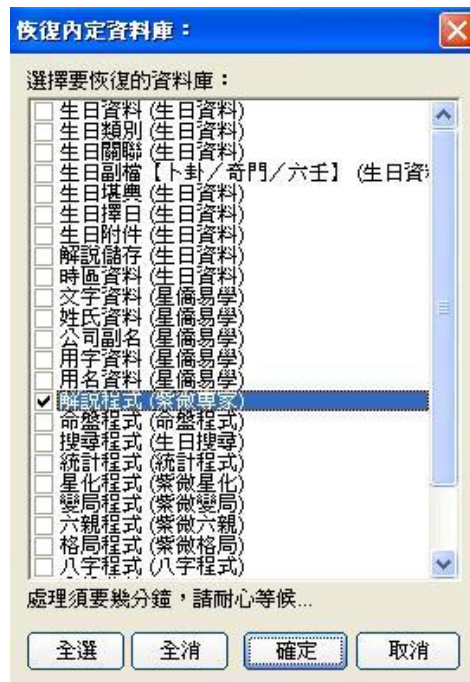 恢復內定資料庫：
選擇要恢復的資料庫：
生日資料 (生日資料)
生日類別 (生日資料)
生日關聯 (生日資料)
生日副檔【卜卦／奇門／六壬】 (生日資
生日堪輿 (生日資料)
生日擇日 (生日資料)
生日附件 (生日資料)
解說儲存 (生日資料)
時區資料 (生日資料)
文字資料 (星僑易學)
姓氏資料 (星僑易學)
公司副名 (星僑易學)
用字資料 (星僑易學)
用名資料 (星僑易學)
解說程式 (紫微專家)
命盤程式 (命盤程式)
搜尋程式 (生日搜尋)
統計程式 (統計程式)
星化程式 (紫微星化)
變局程式 (紫微變局)
六親程式 (紫微六親)
格局程式 (紫微格局)
八字程式 (八字程式)
處理須要幾分鐘，請耐心等候...
全選 全消 確定 取消